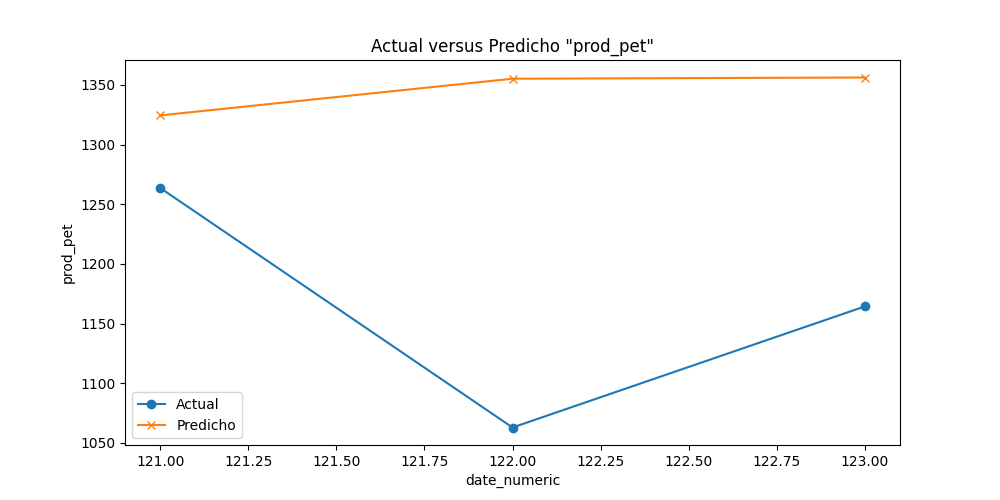 Actual versus Predicho "prod_pet"
1350
1300
1250
1200
1150
1100
1050
prod_pet
Actual
Predicho
121.00 121.25 121.50 121.75 122.00 122.25 122.50 122.75 123.00
date_numeric